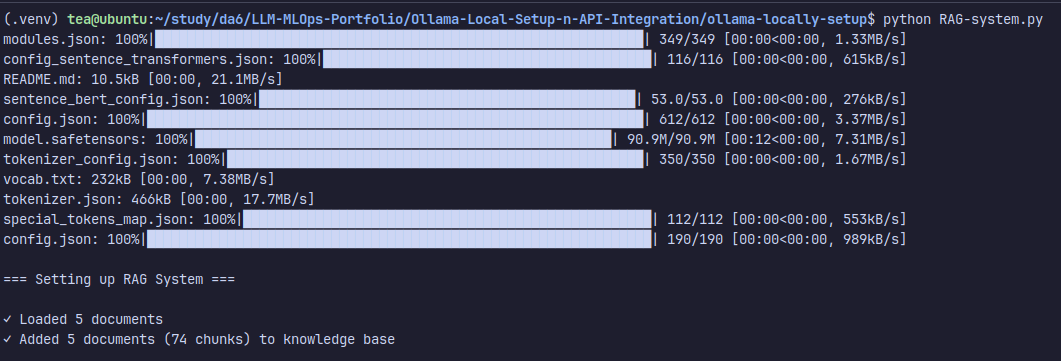 (.venv) tea@ubuntu:~/study/da6/LLM-MLOps-Portfolio/Ollama-Local-Setup-n-API-Integration/ollama-locally-setup$ python RAG-system.py
modules.json: 100%| | 349/349 [00:00<00:00, 1.33MB/s]
config_sentence_transformers.json: 100%| | 116/116 [00:00<00:00, 615kB/s]
README.md: 10.5kB [00:00, 21.1MB/s]
sentence_bert_config.json: 100%| | 53.0/53.0 [00:00<00:00, 276kB/s]
config.json: 100%| | 612/612 [00:00<00:00, 3.37MB/s]
model.safetensors: 100%| | 90.9M/90.9M [00:12<00:00, 7.31MB/s]
tokenizer_config.json: 100%| | 350/350 [00:00<00:00, 1.67MB/s]
vocab.txt: 232kB [00:00, 7.38MB/s]
tokenizer.json: 466kB [00:00, 17.7MB/s]
special_tokens_map.json: 100%| | 112/112 [00:00<00:00, 553kB/s]
config.json: 100%| | 190/190 [00:00<00:00, 989kB/s]
=== Setting up RAG System ===
✓ Loaded 5 documents
✓ Added 5 documents (74 chunks) to knowledge base